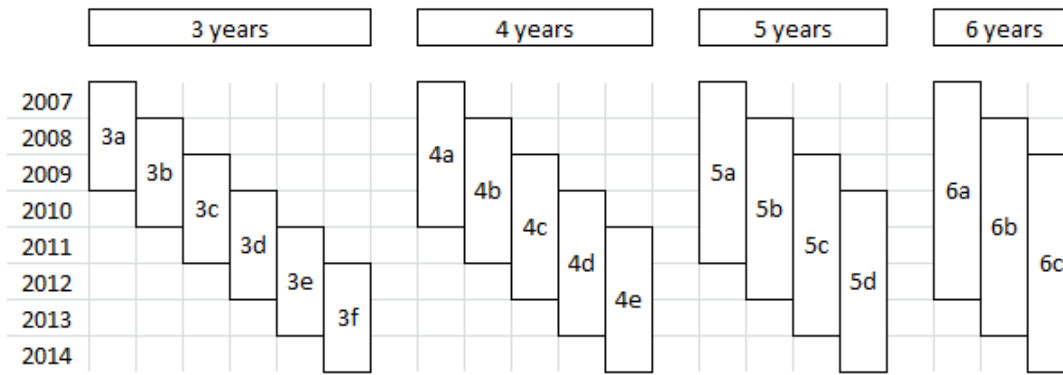 3 years 4 years 5 years 6 years
2007
2008 3a 4a
2009 3b 4b 5a 6a
2010 3c 4c 5b 6b
2011 3d 4d 5c 6c
2012 3e 4e 5d
2013 3f
2014